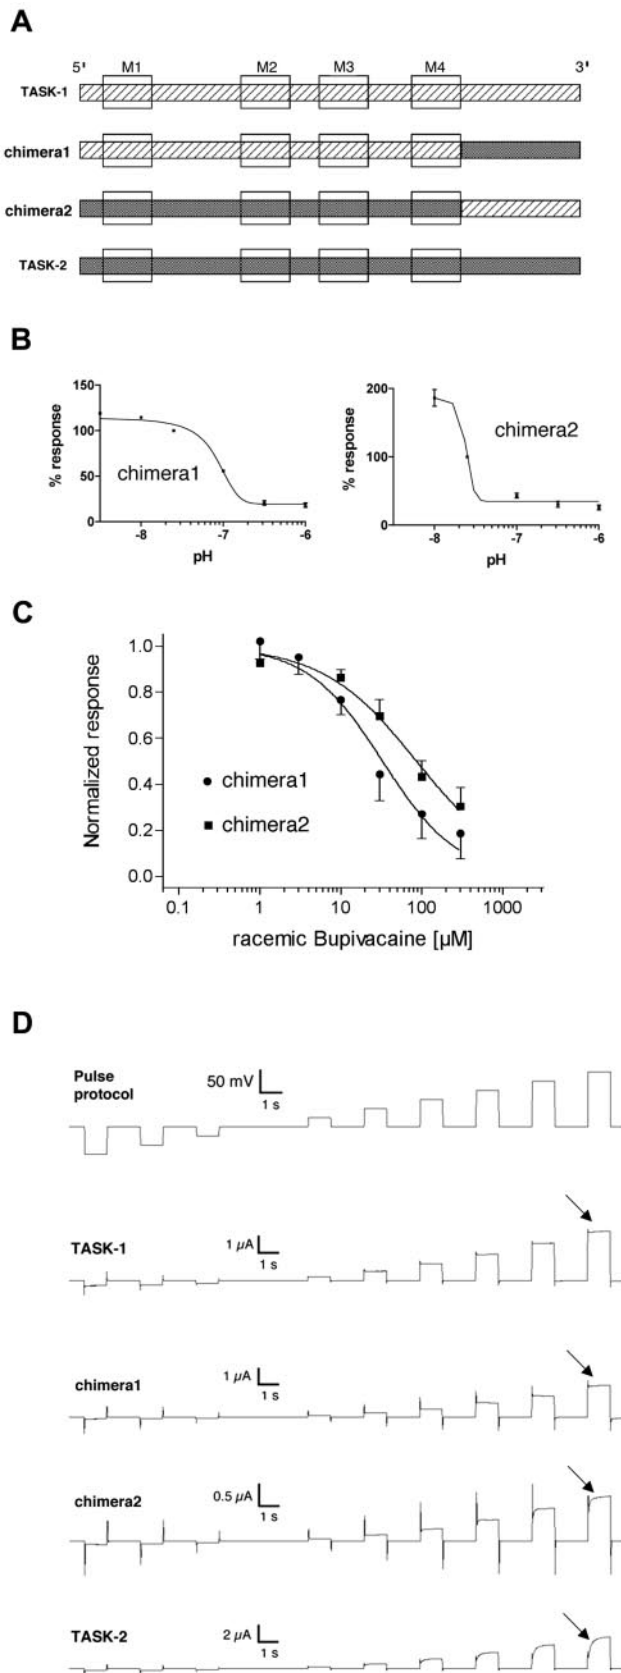 A
5' M1 M2 M3 M4 3'
TASK-1
chimera1
chimera2
TASK-2
B
150
100
50
0
% response
chimera1
-8 -7 -6
pH
200
100
0
% response
chimera2
-8 -7 -6
pH
C
1.0
0.8
0.6
0.4
0.2
0.0
Normalized response
chimera1
chimera2
0.1 1 10 100 1000
racemic Bupivacaine [µM]
D
Pulse
protocol
50 mV
1 s
TASK-1
1 µA
1 s
chimera1
1 µA
1 s
chimera2
0.5 µA
1 s
TASK-2
2 µA
1 s